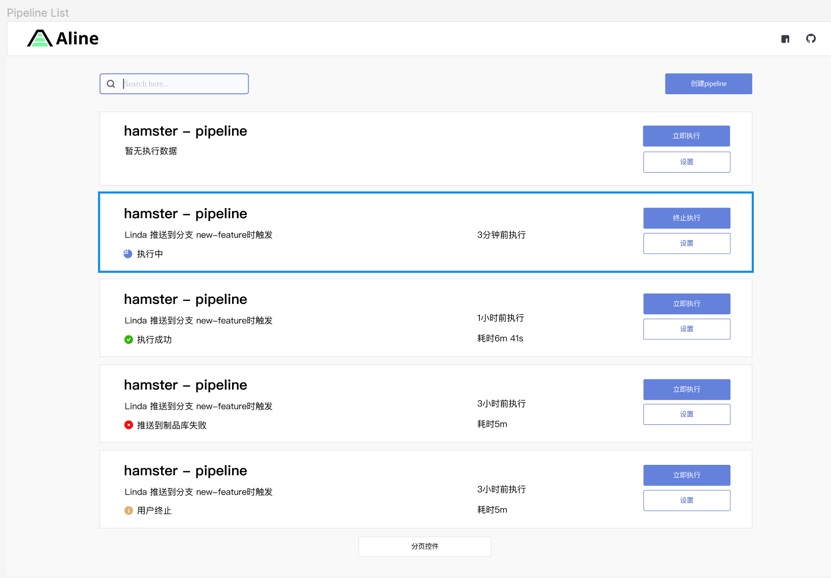 Pipeline List
Aline
Search here...
创建pipeline
hamster – pipeline
暂无执行数据
立即执行
设置
hamster – pipeline
Linda 推送到分支 new-feature时触发
3分钟前执行
执行中
终止执行
设置
hamster – pipeline
Linda 推送到分支 new-feature时触发
1小时前执行
执行成功
耗时6m 41s
立即执行
设置
hamster – pipeline
Linda 推送到分支 new-feature时触发
3小时前执行
推送到制品库失败
耗时5m
立即执行
设置
hamster – pipeline
Linda 推送到分支 new-feature时触发
3小时前执行
用户终止
耗时5m
立即执行
设置
分页控件